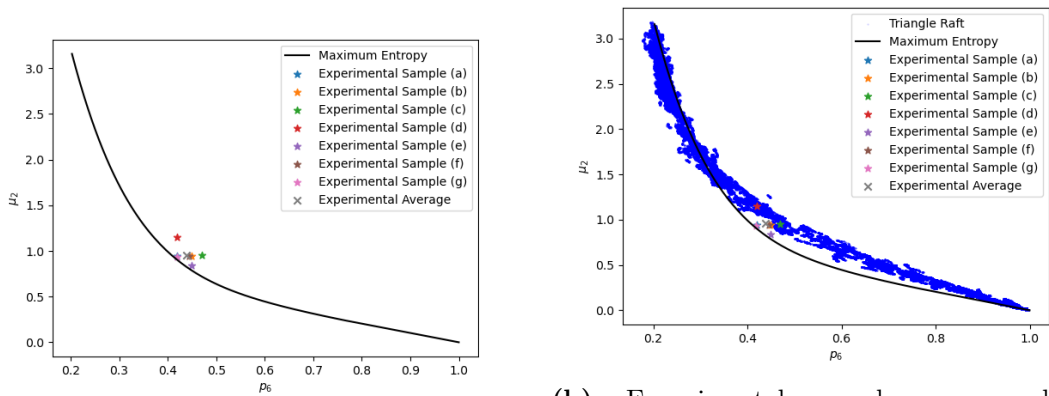 Maximum Entropy
Experimental Sample (a)
Experimental Sample (b)
Experimental Sample (c)
Experimental Sample (d)
Experimental Sample (e)
Experimental Sample (f)
Experimental Sample (g)
Experimental Average
3.0
2.5
2.0
1.5
1.0
0.5
0.0
μ2
0.2 0.3 0.4 0.5 0.6 0.7 0.8 0.9 1.0
p6
Triangle Raft
Maximum Entropy
Experimental Sample (a)
Experimental Sample (b)
Experimental Sample (c)
Experimental Sample (d)
Experimental Sample (e)
Experimental Sample (f)
Experimental Sample (g)
Experimental Average
3.0
2.5
2.0
1.5
1.0
0.5
0.0
μ2
0.2 0.4 0.6 0.8 1.0
p6